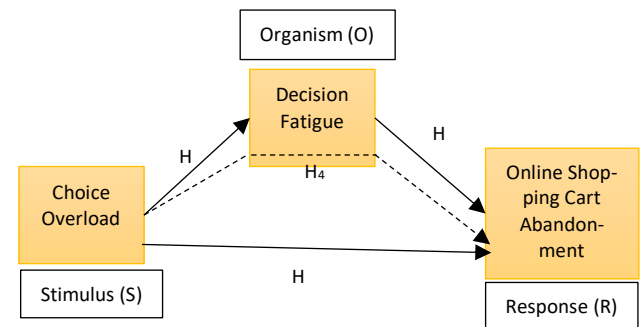 Organism (O)
Decision
Fatigue
H
H
H₄
Choice
Overload
Online Shop-
ping Cart
Abandon-
ment
H
Stimulus (S)
Response (R)